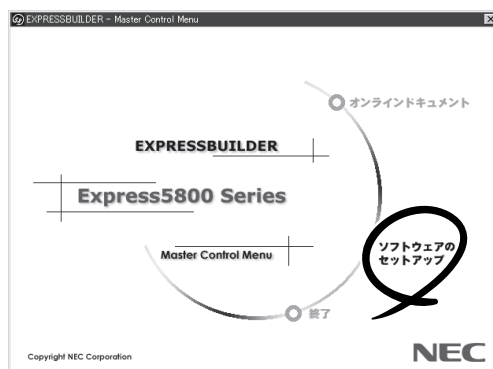 EXPRESSBUILDER - Master Control Menu
オンラインドキュメント
EXPRESSBUILDER
Express5800 Series
ソフトウェアの
セットアップ
Master Control Menu
終了
Copyright NEC Corporation
NEC